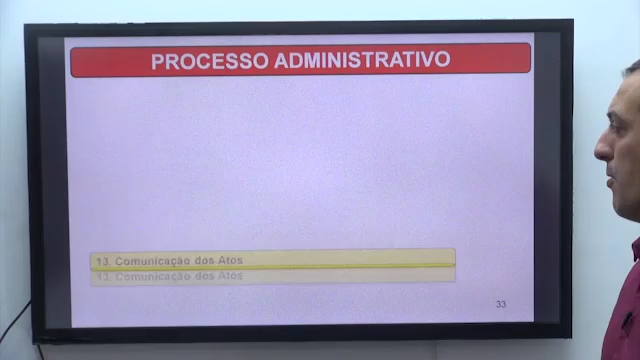 PROCESSO ADMINISTRATIVO
13. Comunicação dos Atos
13. Comunicação dos Atos
33